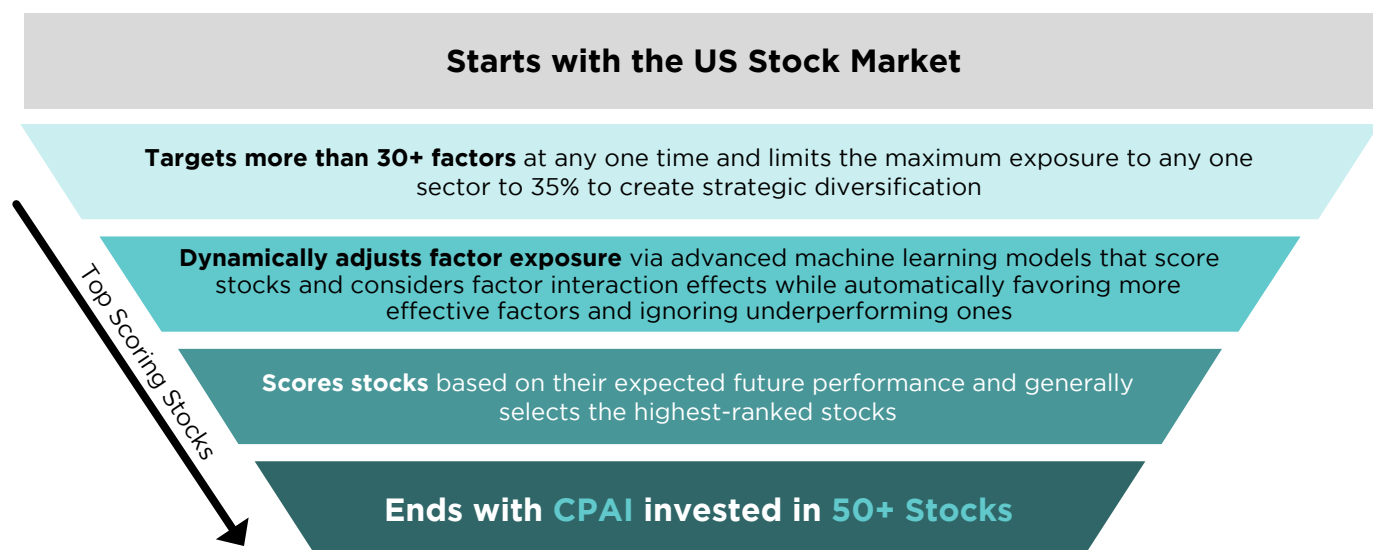 Starts with the US Stock Market
Targets more than 30+ factors at any one time and limits the maximum exposure to any one
sector to 35% to create strategic diversification
Dynamically adjusts factor exposure via advanced machine learning models that score
stocks and considers factor interaction effects while automatically favoring more
effective factors and ignoring underperforming ones
Top Scoring Stocks
Scores stocks based on their expected future performance and generally
selects the highest-ranked stocks
Ends with CPAI invested in 50+ Stocks